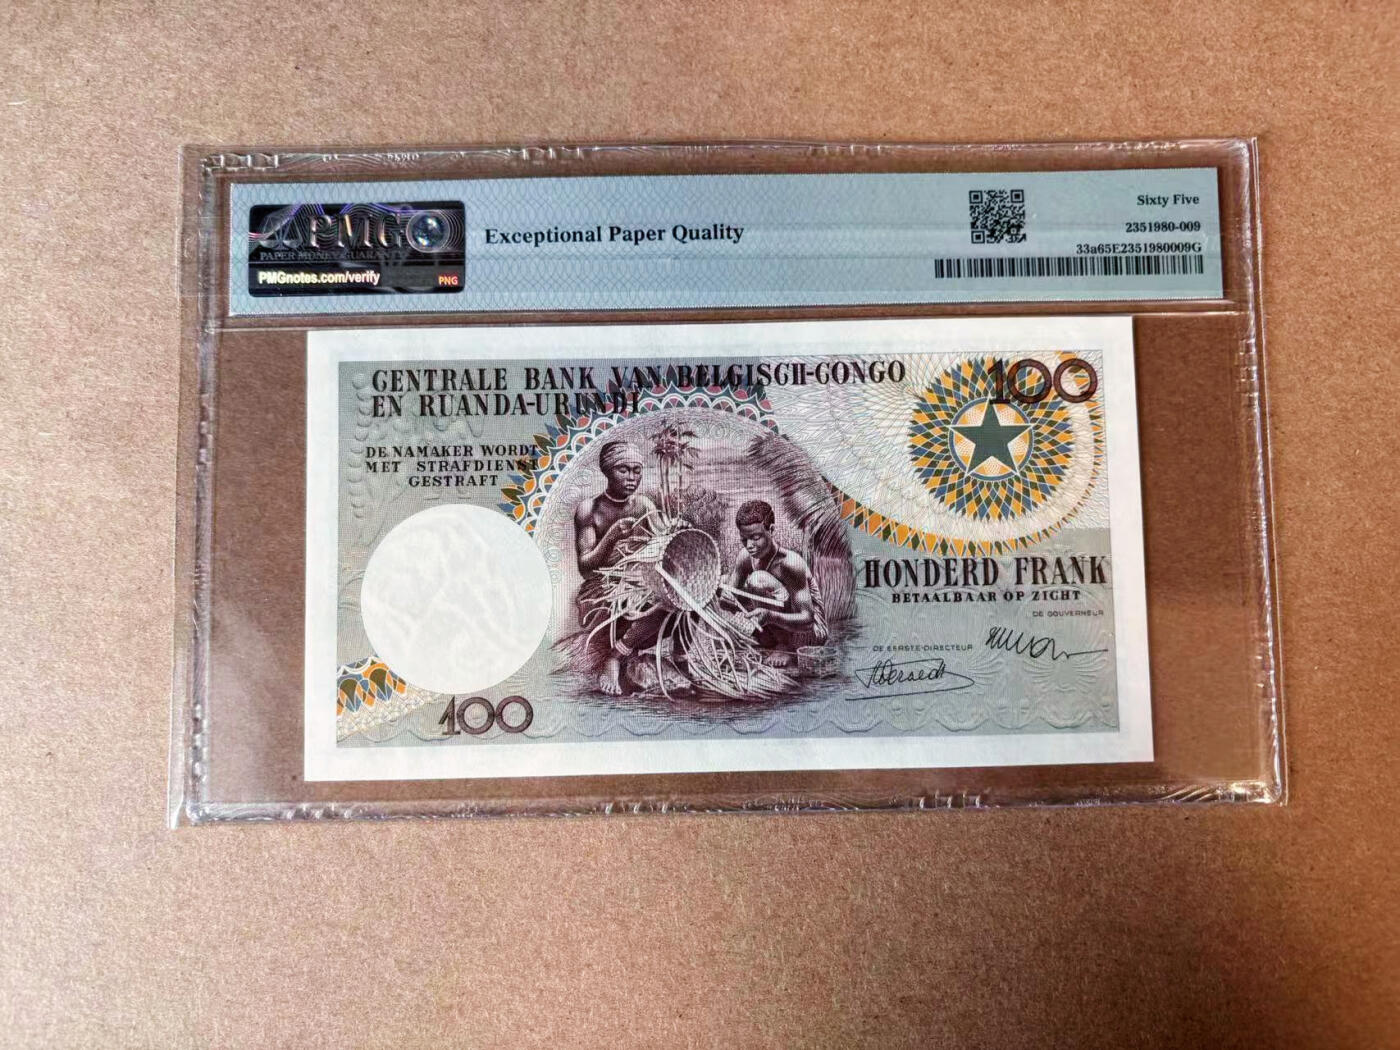 PMG
PAPER MONEY GUARANTY
PMGnotes.com/verify
PNG
Exceptional Paper Quality
Sixty Five
2351980-009
33a65E2351980009G
CENTRALE BANK VAN BELGISCH-CONGO
EN RUANDA-URUNDI
100
DE NAMAKER WORDT
MET STRAFDIENST
GESTRAFT
HONDERD FRANK
BETAALBAAR OP ZICHT
DE GOUVERNEUR
DE EERSTE-DIRECTEUR
100